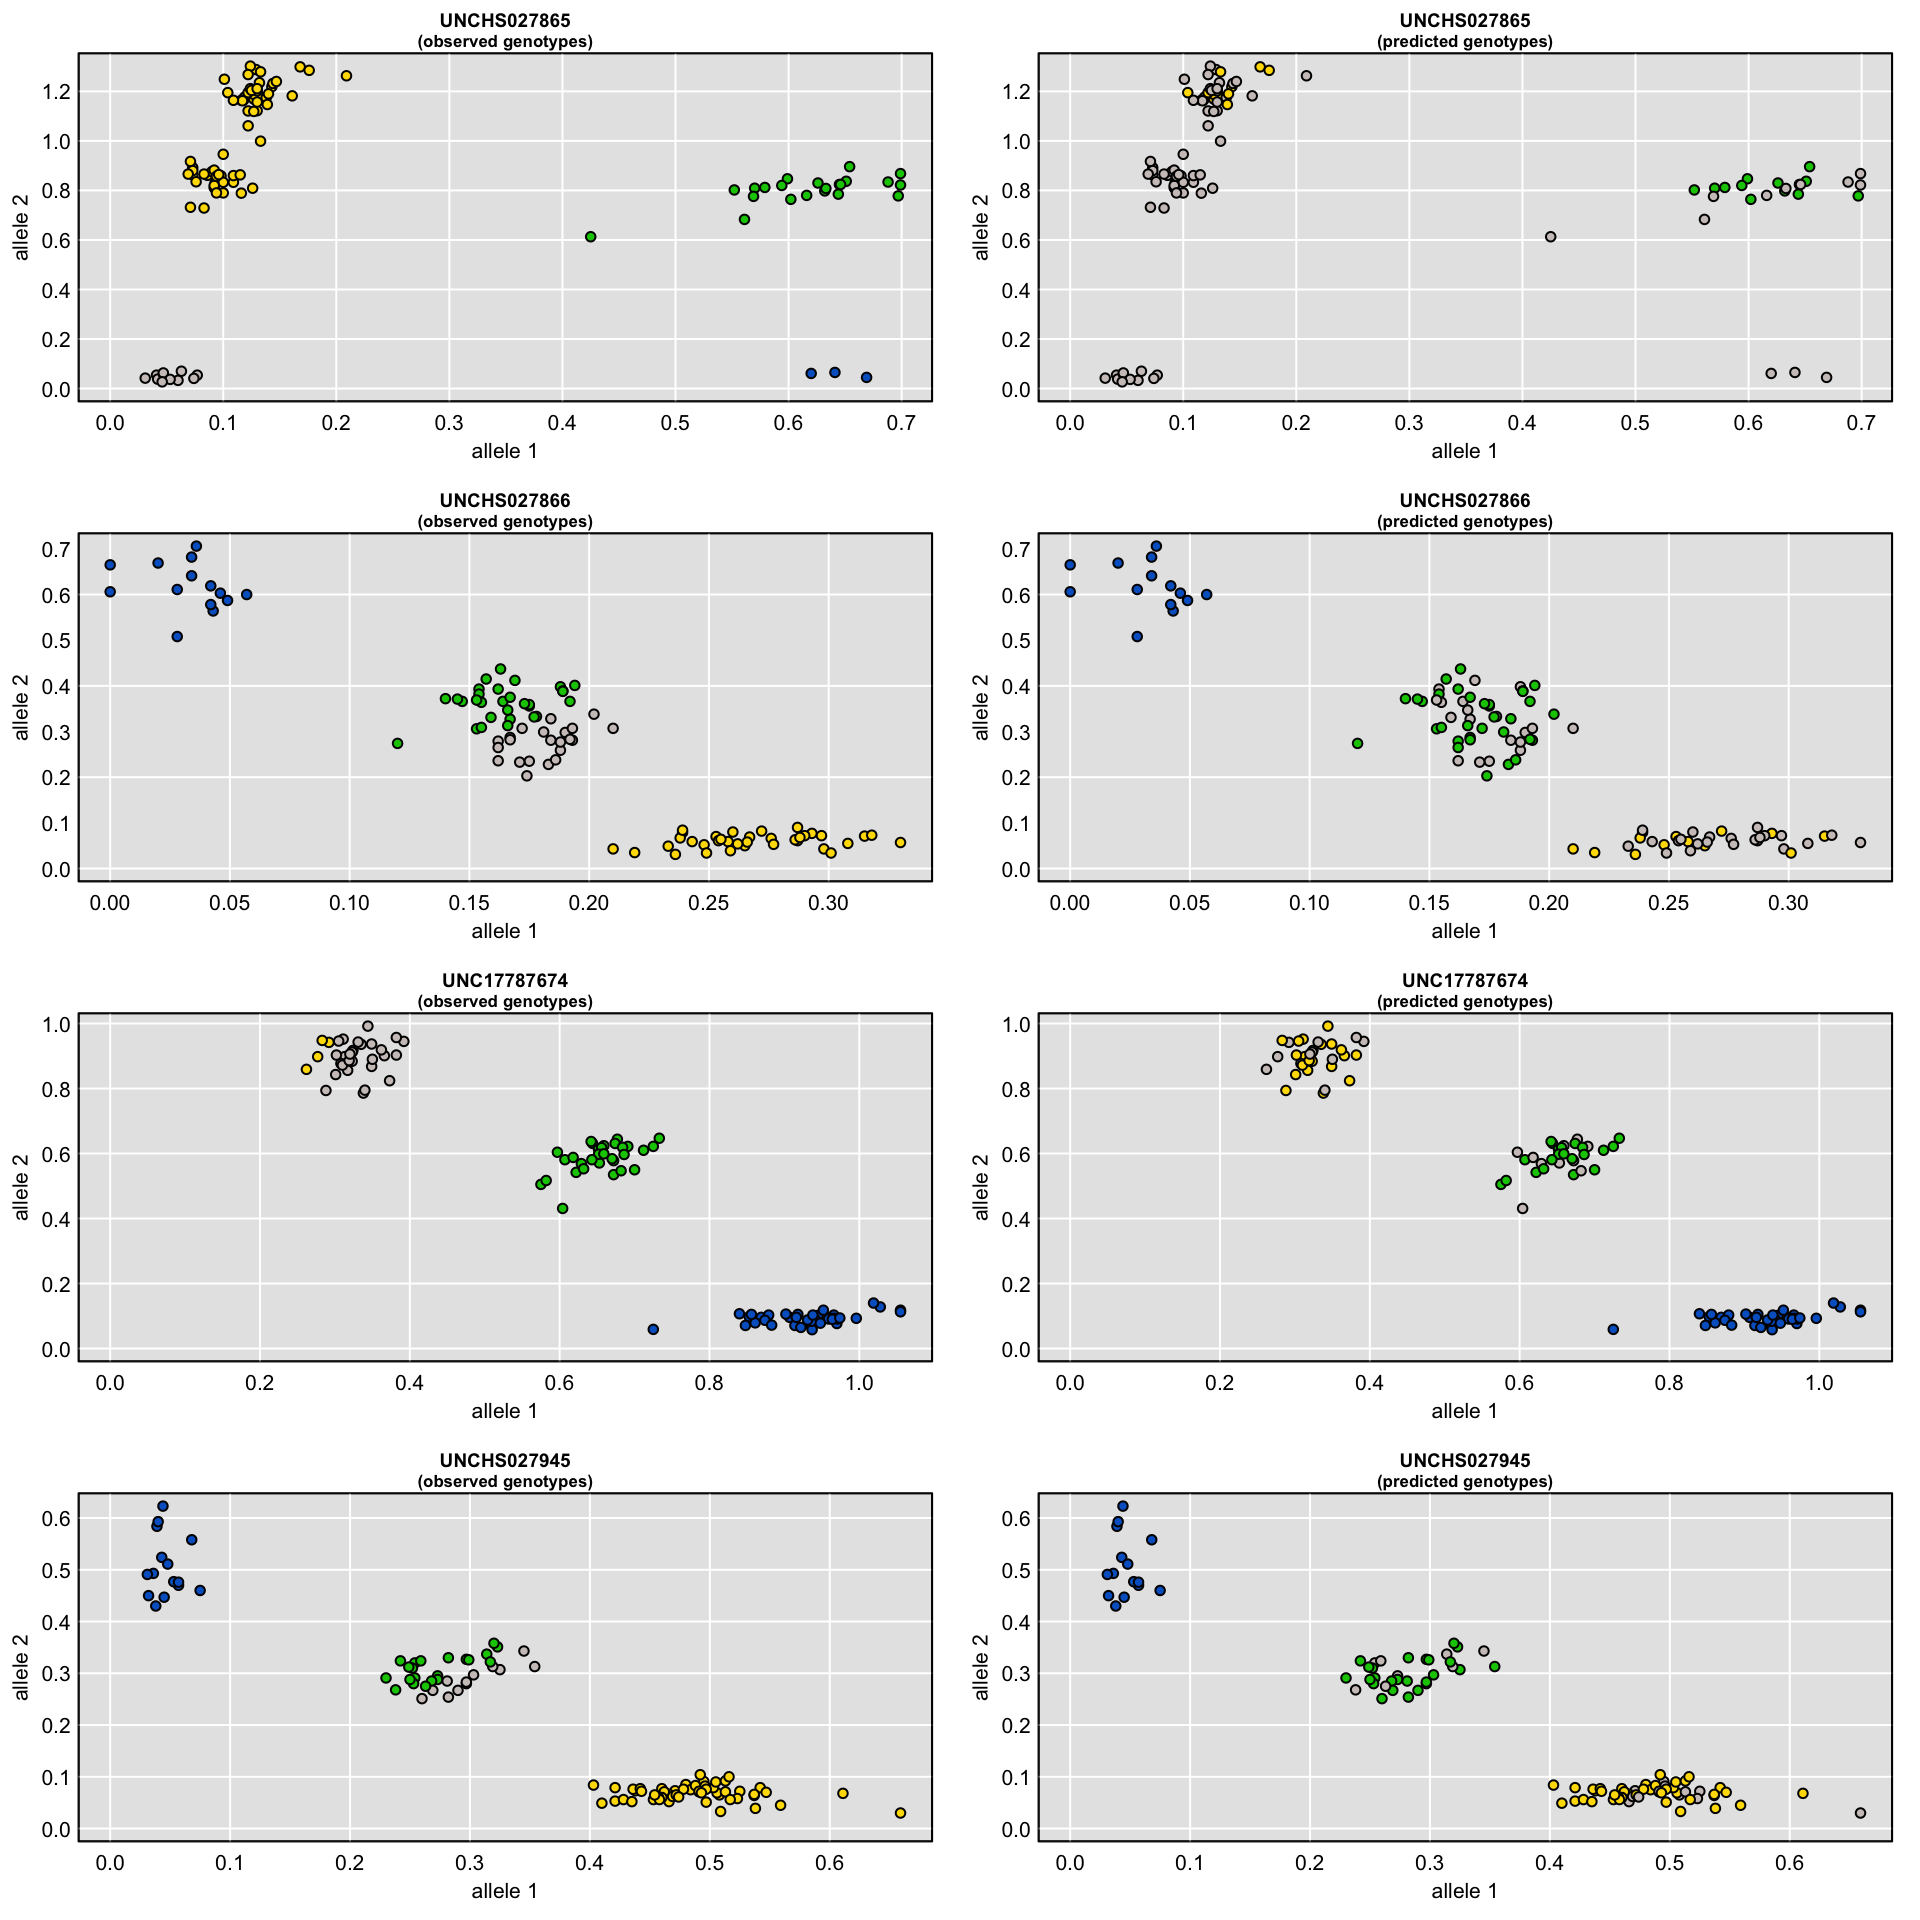 UNCHS027865
(observed genotypes)
allele 2
1.2
1.0
0.8
0.6
0.4
0.2
0.0
0.0 0.1 0.2 0.3 0.4 0.5 0.6 0.7
allele 1
UNCHS027865
(predicted genotypes)
allele 2
1.2
1.0
0.8
0.6
0.4
0.2
0.0
0.0 0.1 0.2 0.3 0.4 0.5 0.6 0.7
allele 1
UNCHS027866
(observed genotypes)
allele 2
0.7
0.6
0.5
0.4
0.3
0.2
0.1
0.0
0.00 0.05 0.10 0.15 0.20 0.25 0.30
allele 1
UNCHS027866
(predicted genotypes)
allele 2
0.7
0.6
0.5
0.4
0.3
0.2
0.1
0.0
0.00 0.05 0.10 0.15 0.20 0.25 0.30
allele 1
UNC17787674
(observed genotypes)
allele 2
1.0
0.8
0.6
0.4
0.2
0.0
0.0 0.2 0.4 0.6 0.8 1.0
allele 1
UNC17787674
(predicted genotypes)
allele 2
1.0
0.8
0.6
0.4
0.2
0.0
0.0 0.2 0.4 0.6 0.8 1.0
allele 1
UNCHS027945
(observed genotypes)
allele 2
0.6
0.5
0.4
0.3
0.2
0.1
0.0
0.0 0.1 0.2 0.3 0.4 0.5 0.6
allele 1
UNCHS027945
(predicted genotypes)
allele 2
0.6
0.5
0.4
0.3
0.2
0.1
0.0
0.0 0.1 0.2 0.3 0.4 0.5 0.6
allele 1